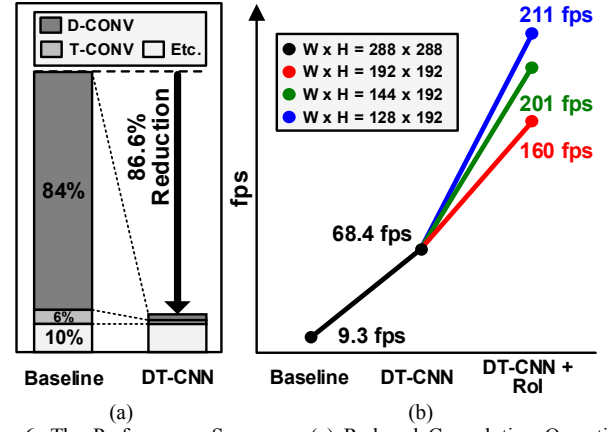 D-CONV
T-CONV Etc.
84%
6%
10%
86.6%
Reduction
Baseline DT-CNN
(a)
fps
W x H = 288 x 288
W x H = 192 x 192
W x H = 144 x 192
W x H = 128 x 192
211 fps
201 fps
160 fps
68.4 fps
9.3 fps
Baseline DT-CNN DT-CNN +
RoI
(b)